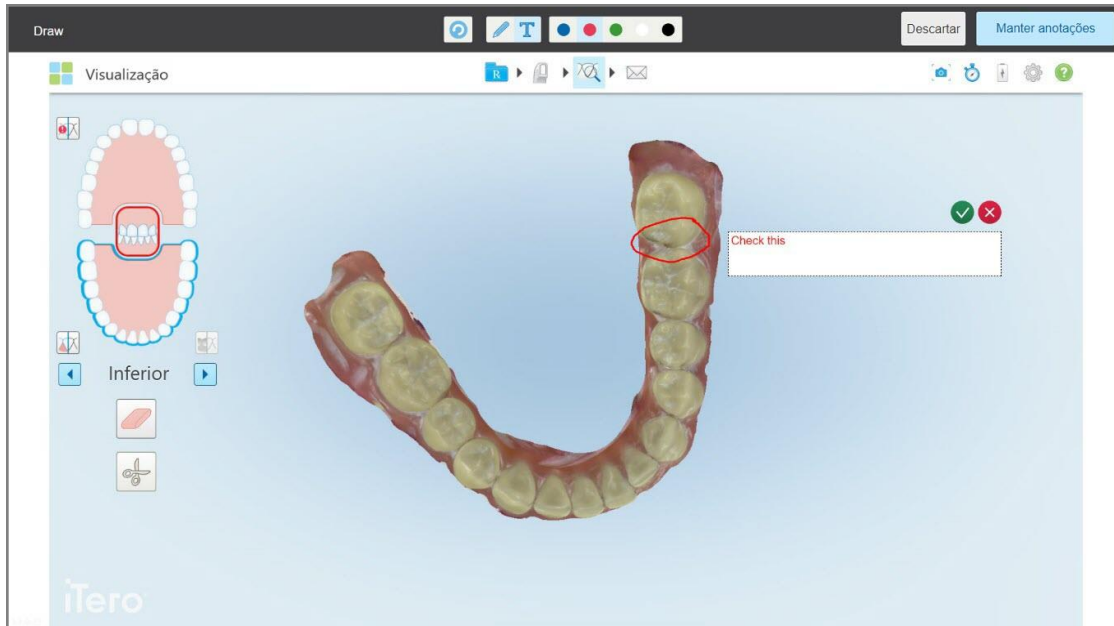 Draw
T
Descartar
Manter anotações
Visualização
R
Check this
Inferior
iTero